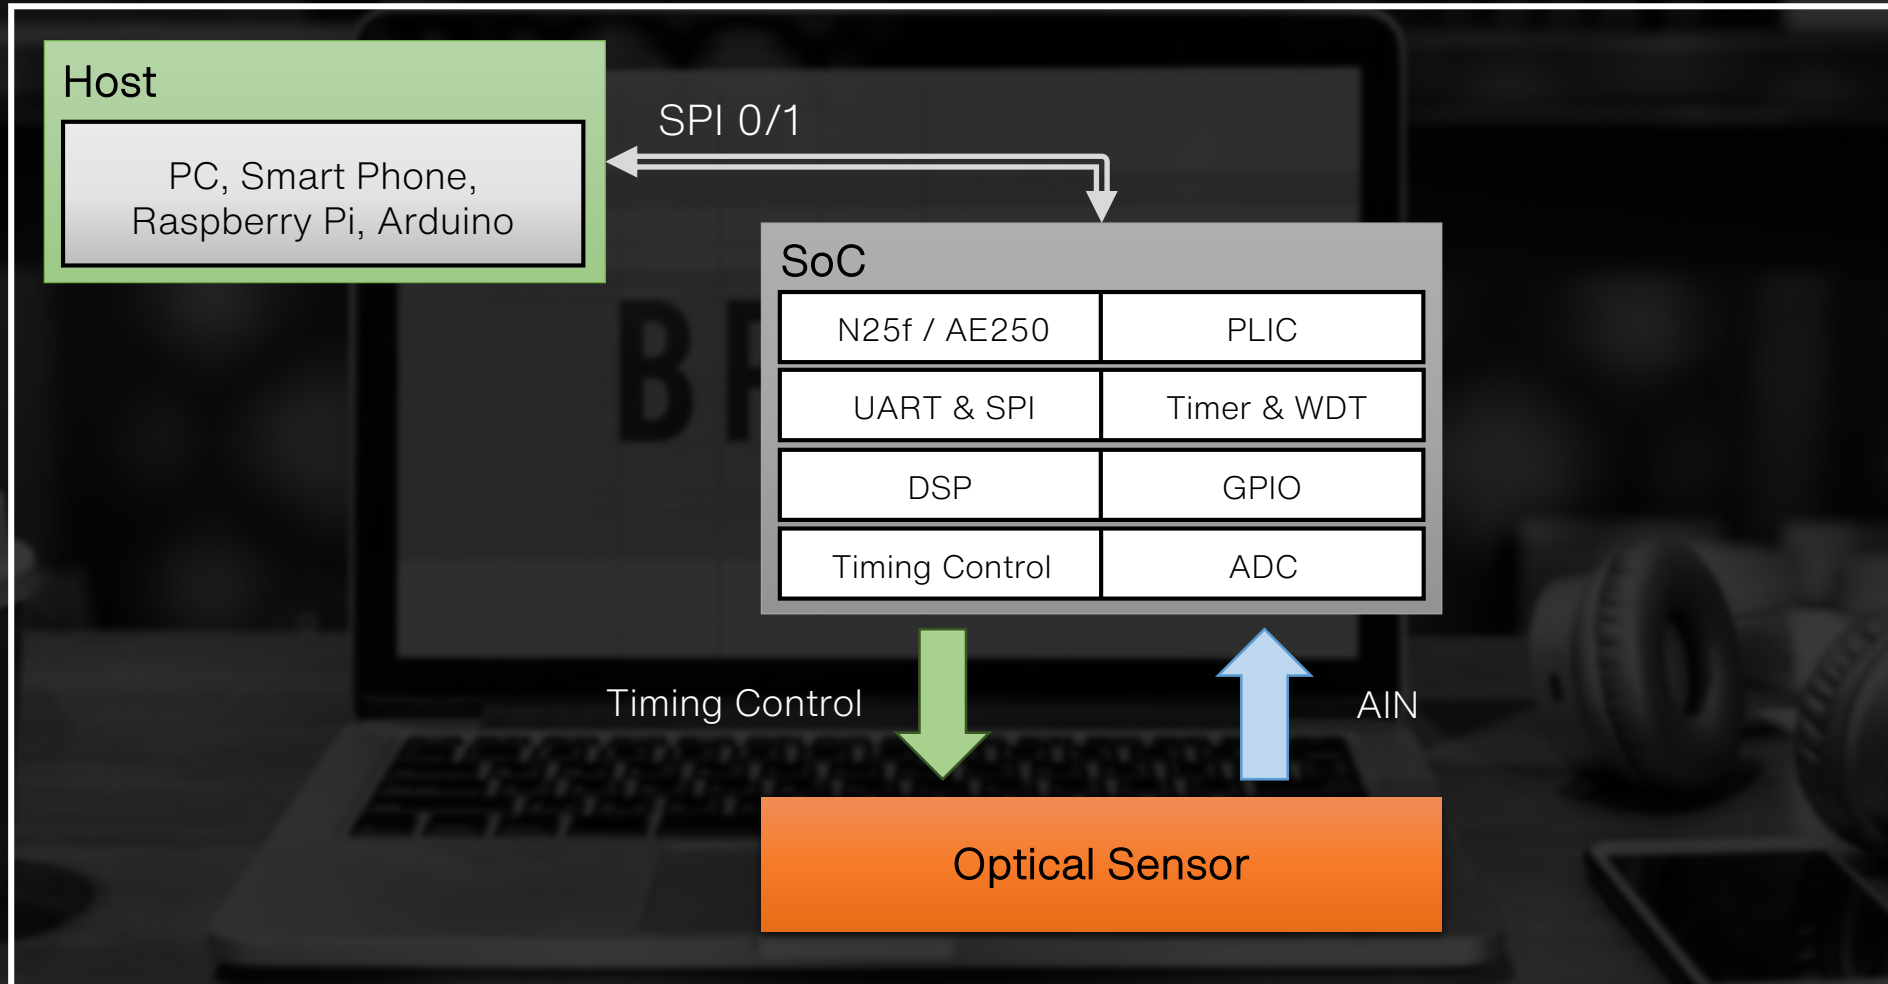 Host
PC, Smart Phone,
Raspberry Pi, Arduino
SPI 0/1
SoC
N25f / AE250
PLIC
UART & SPI
Timer & WDT
DSP
GPIO
Timing Control
ADC
Timing Control
AIN
Optical Sensor